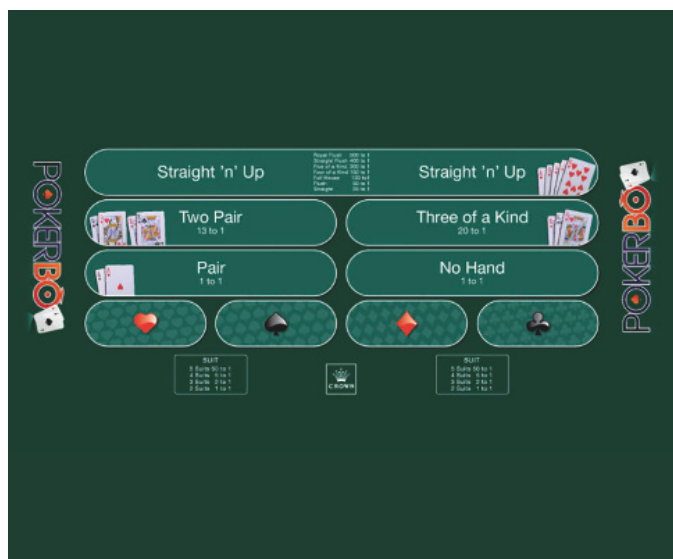 Straight 'n' Up
Royal Flush 300 to 1
Straight Flush 400 to 1
Five of a Kind 200 to 1
Four of a Kind 150 to 1
Full House 100 to 1
Flush 50 to 1
Straight 25 to 1
Straight 'n' Up
Two Pair
13 to 1
Three of a Kind
20 to 1
Pair
1 to 1
No Hand
1 to 1
SUIT
5 Suits 50 to 1
4 Suits 5 to 1
3 Suits 2 to 1
2 Suits 1 to 1
SUIT
5 Suits 50 to 1
4 Suits 5 to 1
3 Suits 2 to 1
2 Suits 1 to 1
CROWN
POKERBO
POKERBO